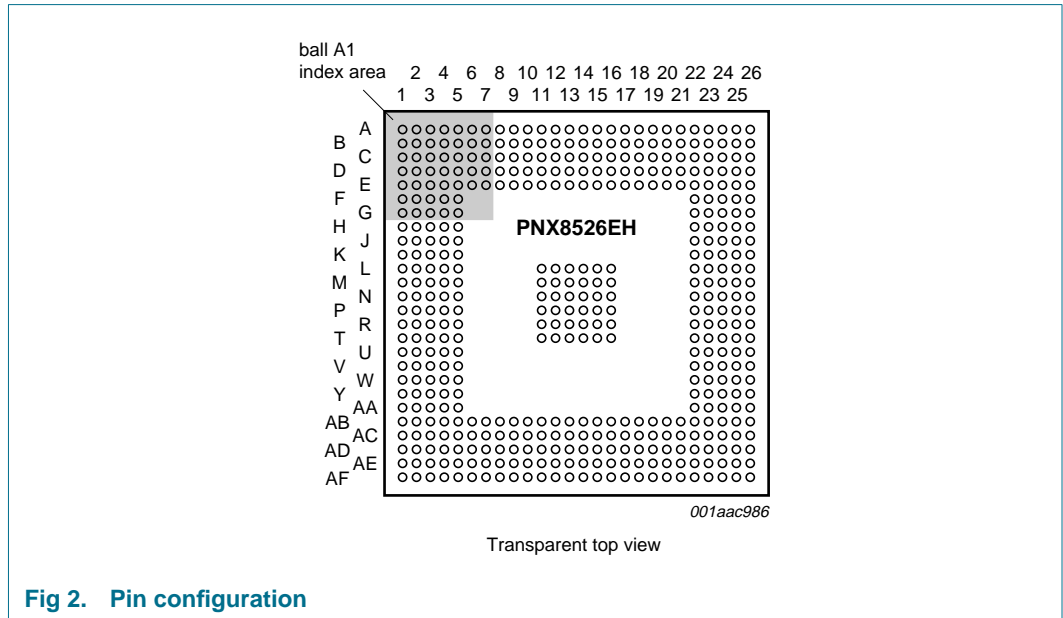 ball A1
index area
2 4 6 8 10 12 14 16 18 20 22 24 26
1 3 5 7 9 11 13 15 17 19 21 23 25
A
B
C
D
E
F
G
H
J
K
L
M
N
P
R
T
U
V
W
Y
AA
AB
AC
AD
AE
AF
PNX8526EH
001aac986
Transparent top view
Fig 2. Pin configuration